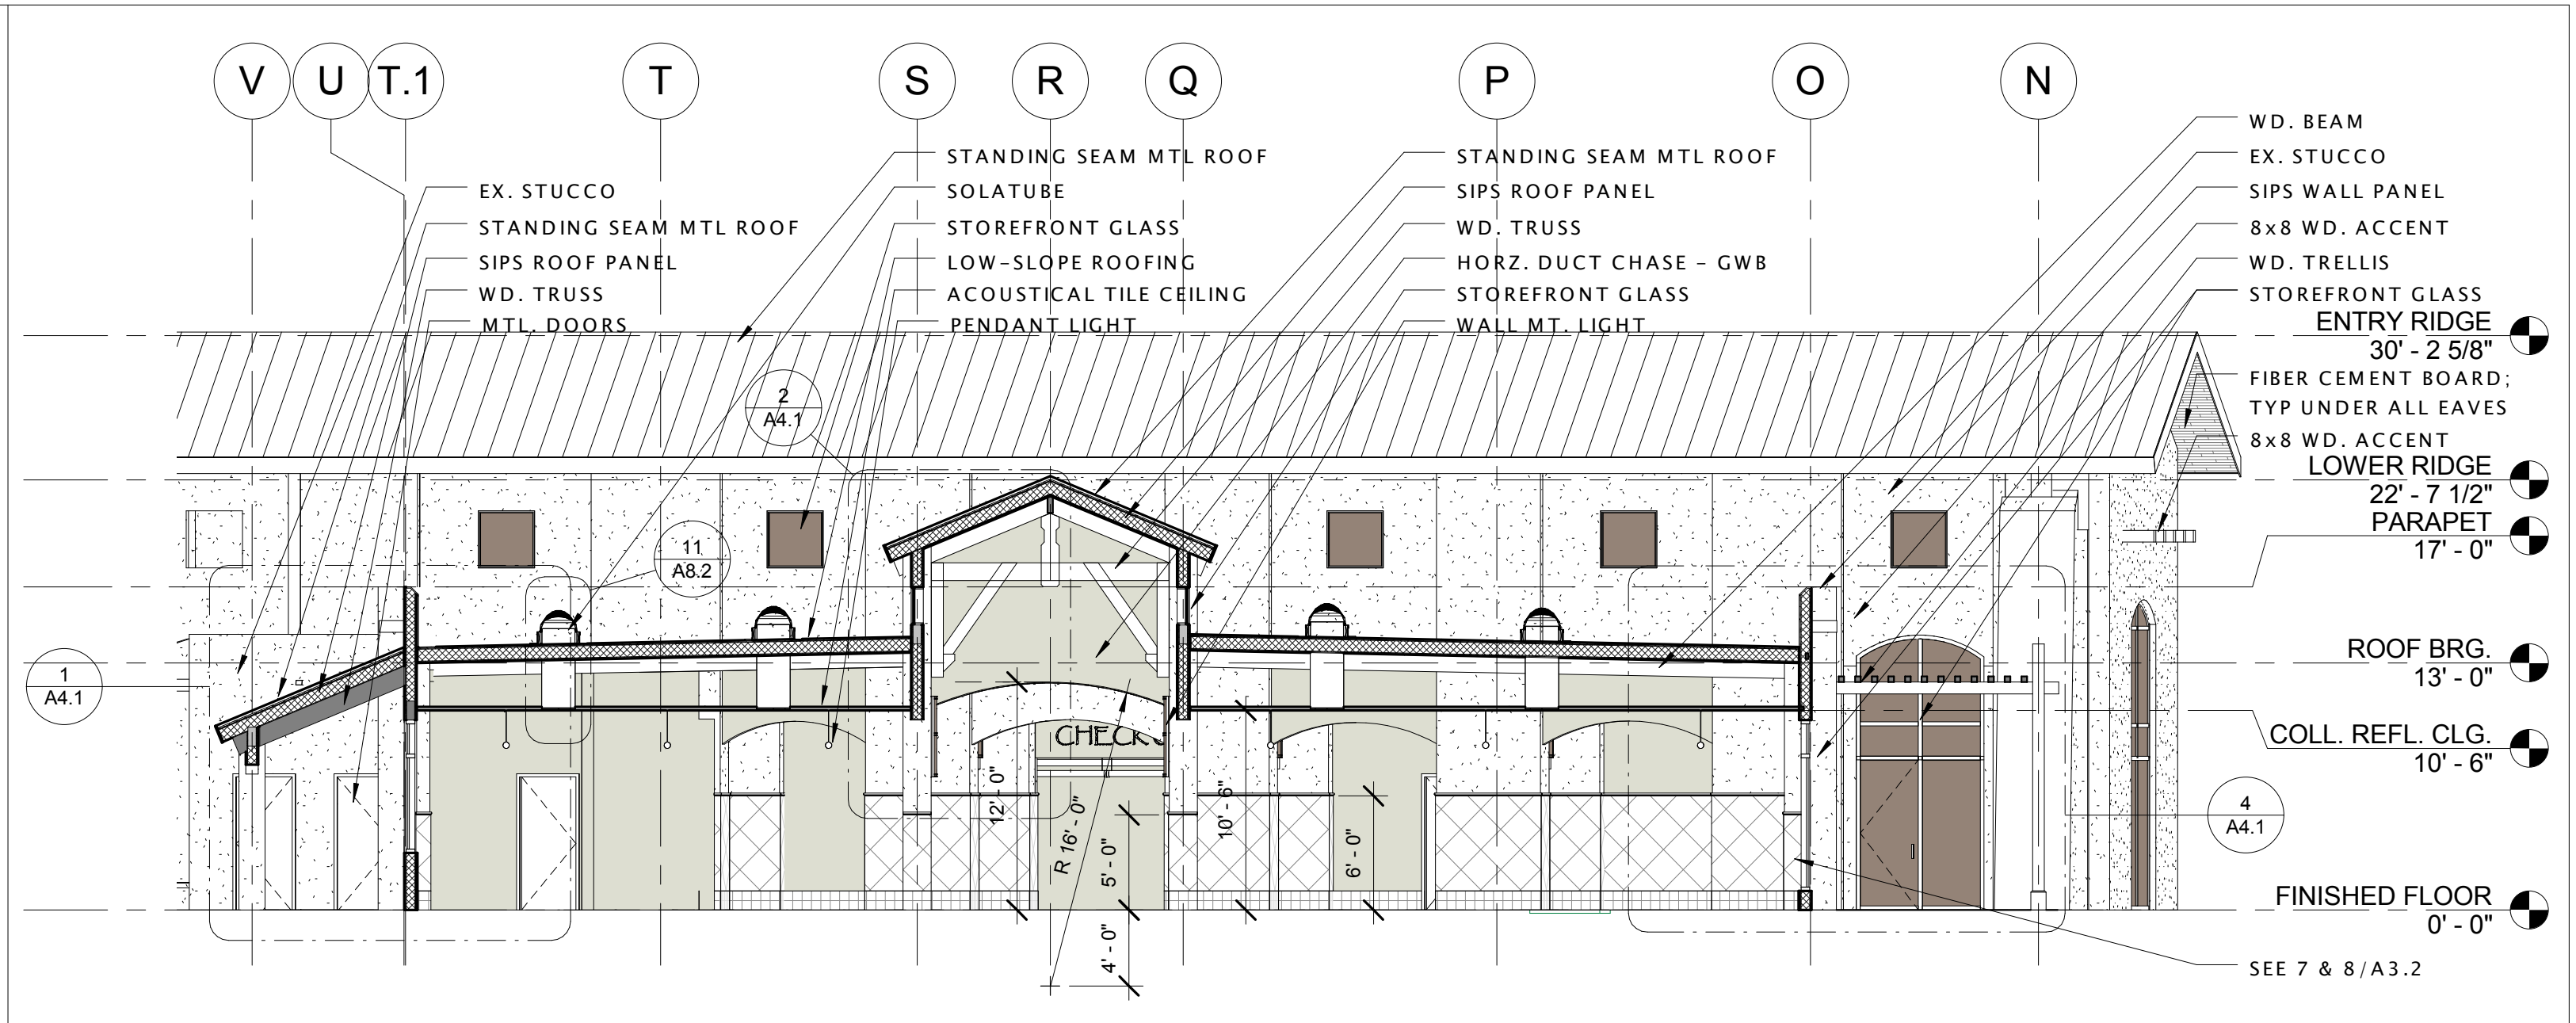 V
U
T.1
T
S
R
Q
P
O
N
EX. STUCCO
STANDING SEAM MTL ROOF
SIPS ROOF PANEL
WD. TRUSS
MTL. DOORS
STANDING SEAM MTL ROOF
SOLATUBE
STOREFRONT GLASS
LOW-SLOPE ROOFING
ACOUSTICAL TILE CEILING
PENDANT LIGHT
STANDING SEAM MTL ROOF
SIPS ROOF PANEL
WD. TRUSS
HORZ. DUCT CHASE - GWB
STOREFRONT GLASS
WALL MT. LIGHT
WD. BEAM
EX. STUCCO
SIPS WALL PANEL
8x8 WD. ACCENT
WD. TRELLIS
STOREFRONT GLASS
ENTRY RIDGE
30' - 2 5/8"
FIBER CEMENT BOARD;
TYP UNDER ALL EAVES
8x8 WD. ACCENT
LOWER RIDGE
22' - 7 1/2"
PARAPET
17' - 0"
ROOF BRG.
13' - 0"
COLL. REFL. CLG.
10' - 6"
FINISHED FLOOR
0' - 0"
SEE 7 & 8/A3.2
2
A4.1
11
A8.2
1
A4.1
4
A4.1
CHECK
12' - 0"
R 16' - 0"
5' - 0"
4' - 0"
10' - 6"
6' - 0"